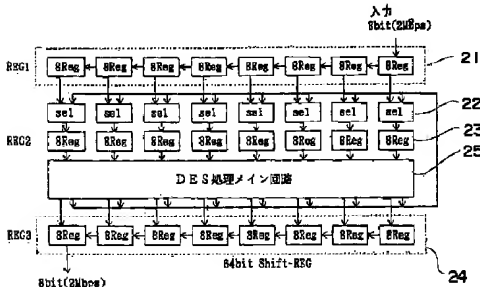 入力
8bit(2MBps)
REG1 8Reg 8Reg 8Reg 8Reg 8Reg 8Reg 8Reg 8Reg 21
sel sel sel sel sel sel sel sel 22
REG2 8Reg 8Reg 8Reg 8Reg 8Reg 8Reg 8Reg 8Reg 23
DES処理メイン回路 25
REG3 8Reg 8Reg 8Reg 8Reg 8Reg 8Reg 8Reg 8Reg
64bit Shift-REG
8bit(2Mbps) 24